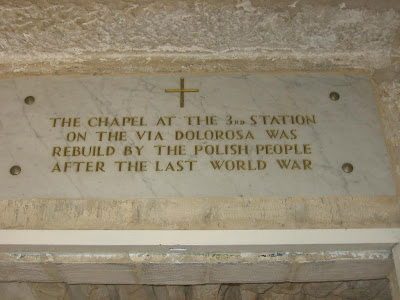 THE CHAPEL AT THE 3RD STATION
ON THE VIA DOLOROSA WAS
REBUILD BY THE POLISH PEOPLE
AFTER THE LAST WORLD WAR